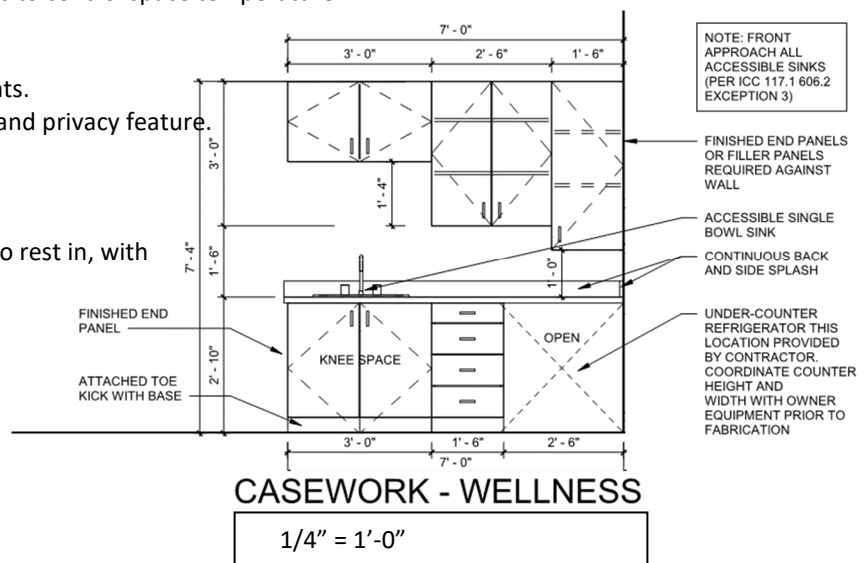 7' - 0"
3' - 0"
2' - 6"
1' - 6"
NOTE: FRONT
APPROACH ALL
ACCESSIBLE SINKS
(PER ICC 117.1 606.2
EXCEPTION 3)
nts.
and privacy feature.
o rest in, with
7' - 4"
3' - 0"
1' - 6"
2' - 10"
1' - 4"
1' - 0"
FINISHED END PANELS
OR FILLER PANELS
REQUIRED AGAINST
WALL
ACCESSIBLE SINGLE
BOWL SINK
CONTINUOUS BACK
AND SIDE SPLASH
FINISHED END
PANEL
ATTACHED TOE
KICK WITH BASE
KNEE SPACE
OPEN
UNDER-COUNTER
REFRIGERATOR THIS
LOCATION PROVIDED
BY CONTRACTOR.
COORDINATE COUNTER
HEIGHT AND
WIDTH WITH OWNER
EQUIPMENT PRIOR TO
FABRICATION
3' - 0"
1' - 6"
2' - 6"
7' - 0"
CASEWORK - WELLNESS
1/4” = 1’-0”